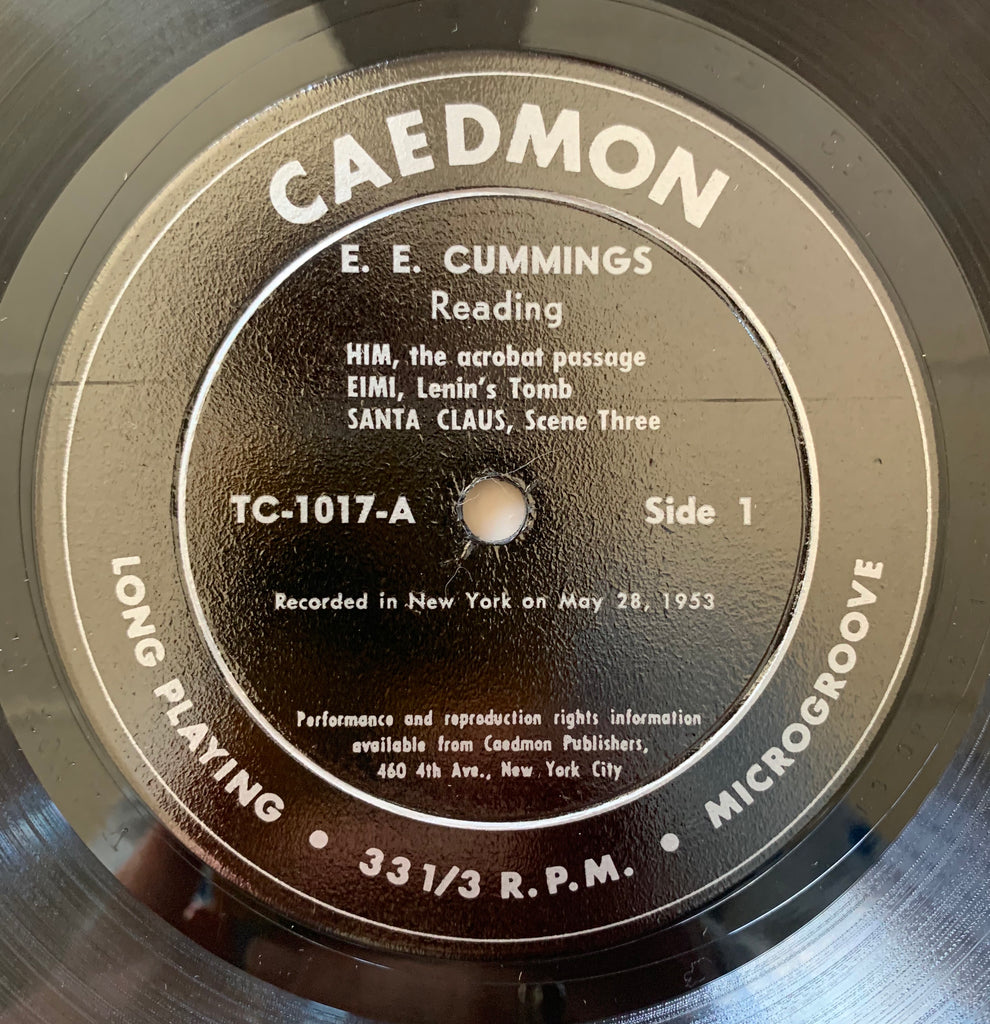 CAEDMON
E. E. CUMMINGS
Reading
HIM, the acrobat passage
EIMI, Lenin's Tomb
SANTA CLAUS, Scene Three
TC-1017-A
Side 1
Recorded in New York on May 28, 1953
Performance and reproduction rights information
available from Caedmon Publishers,
460 4th Ave., New York City
LONG PLAYING • 33 1/3 R.P.M. • MICROGROOVE